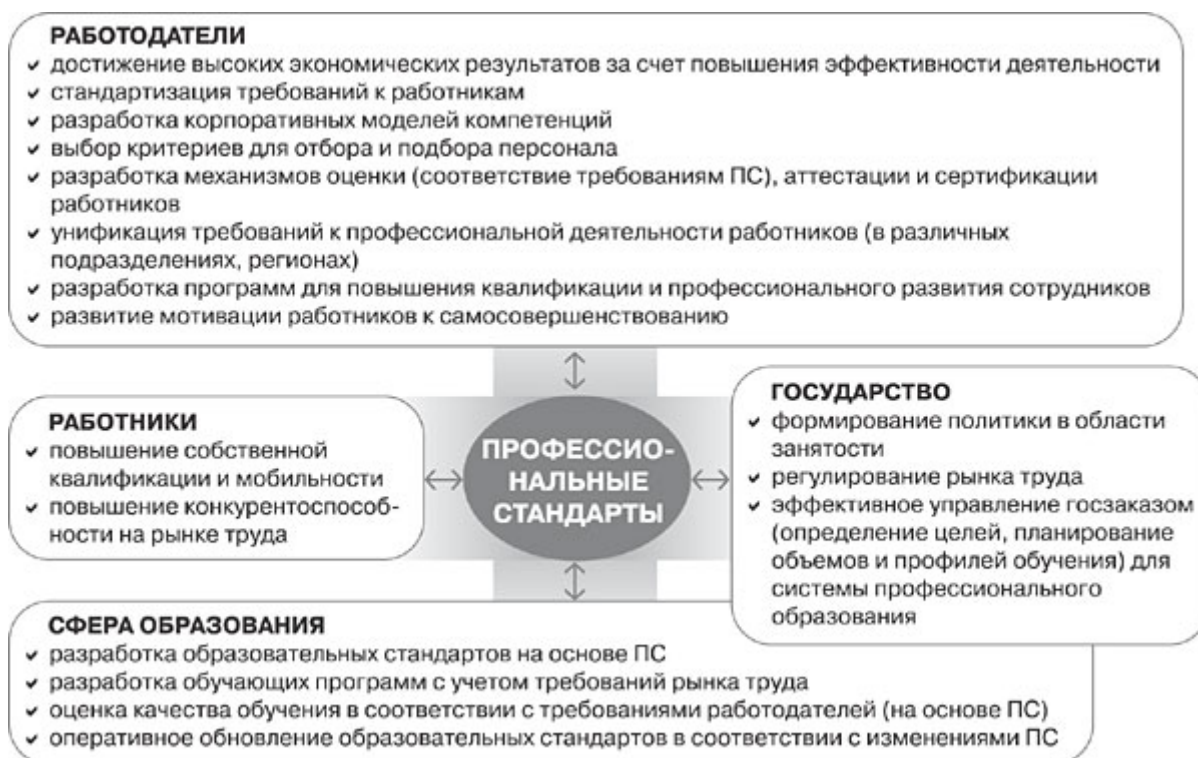 РАБОТОДАТЕЛИ
достижение высоких экономических результатов за счет повышения эффективности деятельности
стандартизация требований к работникам
разработка корпоративных моделей компетенций
выбор критериев для отбора и подбора персонала
разработка механизмов оценки (соответствие требованиям ПС), аттестации и сертификации
работников
унификация требований к профессиональной деятельности работников (в различных
подразделениях, регионах)
разработка программ для повышения квалификации и профессионального развития сотрудников
развитие мотивации работников к самосовершенствованию
РАБОТНИКИ
повышение собственной
квалификации и мобильности
повышение конкурентоспособ-
ности на рынке труда
ПРОФЕССИО-
НАЛЬНЫЕ
СТАНДАРТЫ
ГОСУДАРСТВО
формирование политики в области
занятости
регулирование рынка труда
эффективное управление госзаказом
(определение целей, планирование
объемов и профилей обучения) для
системы профессионального
образования
СФЕРА ОБРАЗОВАНИЯ
разработка образовательных стандартов на основе ПС
разработка обучающих программ с учетом требований рынка труда
оценка качества обучения в соответствии с требованиями работодателей (на основе ПС)
оперативное обновление образовательных стандартов в соответствии с изменениями ПС